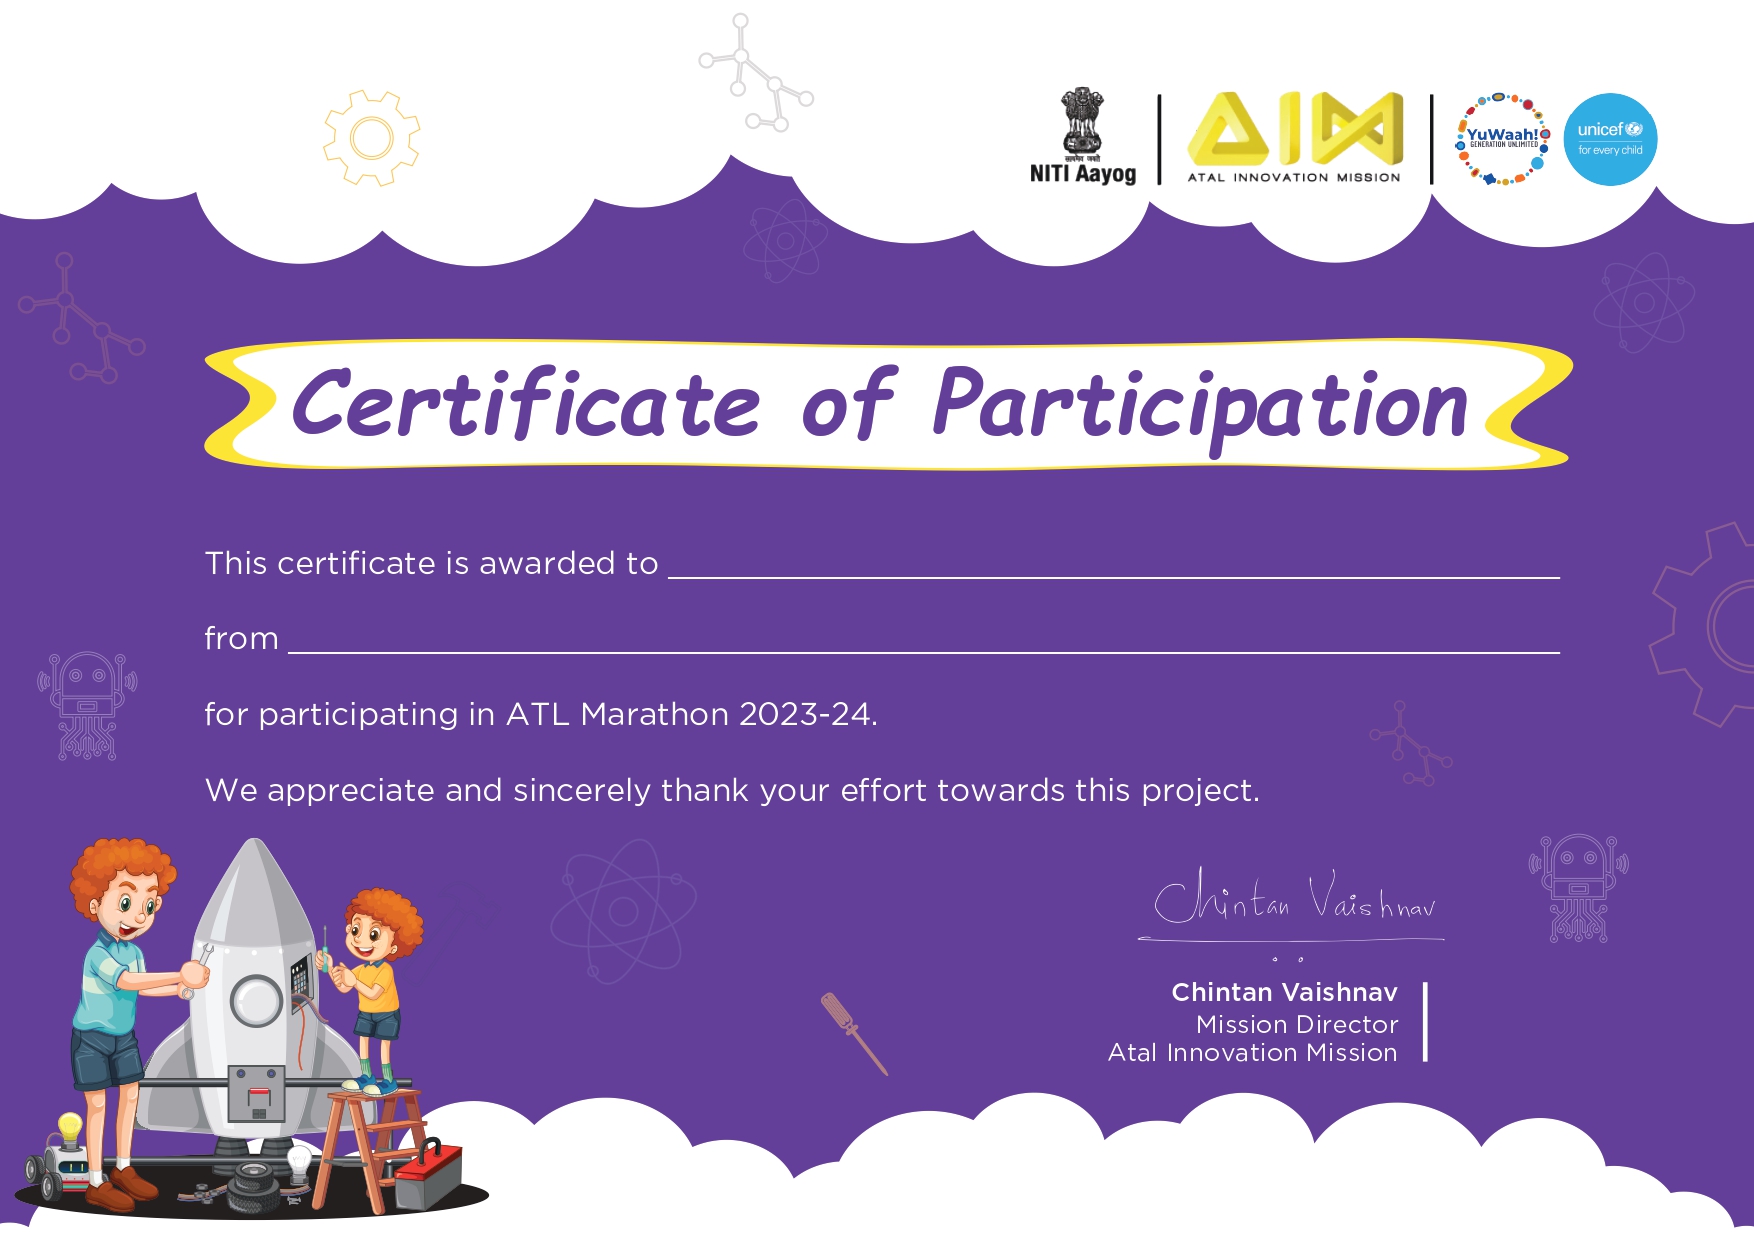 सत्यमेव जयते
NITI Aayog
AIM
ATAL INNOVATION MISSION
YuWaah!
GENERATION UNLIMITED
unicef
for every child
Certificate of Participation
This certificate is awarded to
from
for participating in ATL Marathon 2023-24.
We appreciate and sincerely thank your effort towards this project.
Chintan Vaishnav
Chintan Vaishnav
Mission Director
Atal Innovation Mission